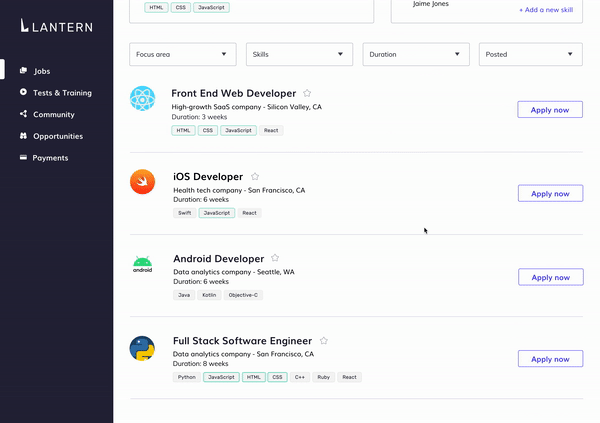 LANTERN
Jobs
Tests & Training
Community
Opportunities
Payments
HTML CSS JavaScript
Jaime Jones
+ Add a new skill
Focus area Skills Duration Posted
Front End Web Developer
High-growth SaaS company - Silicon Valley, CA
Duration: 3 weeks
HTML CSS JavaScript React
Apply now
iOS Developer
Health tech company - San Francisco, CA
Duration: 6 weeks
Swift JavaScript React
Apply now
android
Android Developer
Data analytics company - Seattle, WA
Duration: 6 weeks
Java Kotlin Objective-C
Apply now
Full Stack Software Engineer
Data analytics company - San Francisco, CA
Duration: 8 weeks
Python JavaScript HTML CSS C++ Ruby React
Apply now